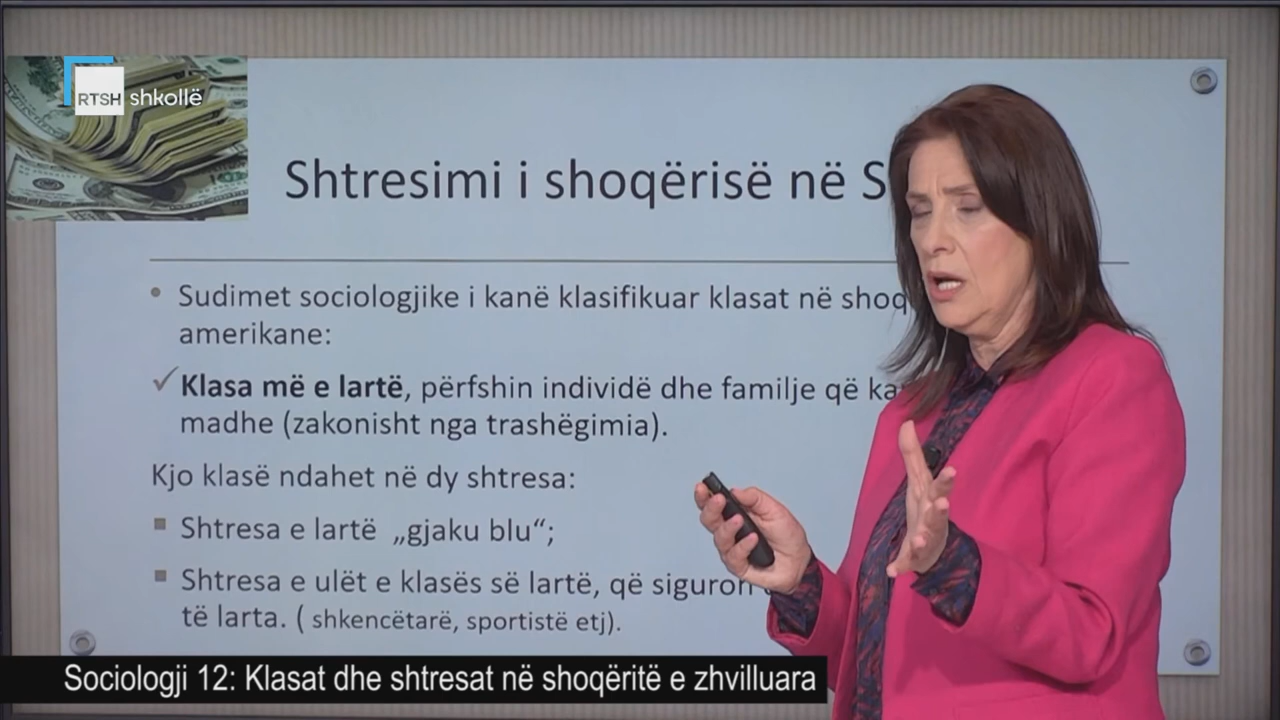 RTSH shkollë
Shtresimi i shoqërisë në S
Sudimet sociologjike i kanë klasifikuar klasat në shoq
amerikane:
Klasa më e lartë, përfshin individë dhe familje që ka
madhe (zakonisht nga trashëgimia).
Kjo klasë ndahet në dy shtresa:
Shtresa e lartë „gjaku blu“;
Shtresa e ulët e klasës së lartë, që siguron
të larta. ( shkencëtarë, sportistë etj).
Sociologji 12: Klasat dhe shtresat në shoqëritë e zhvilluara